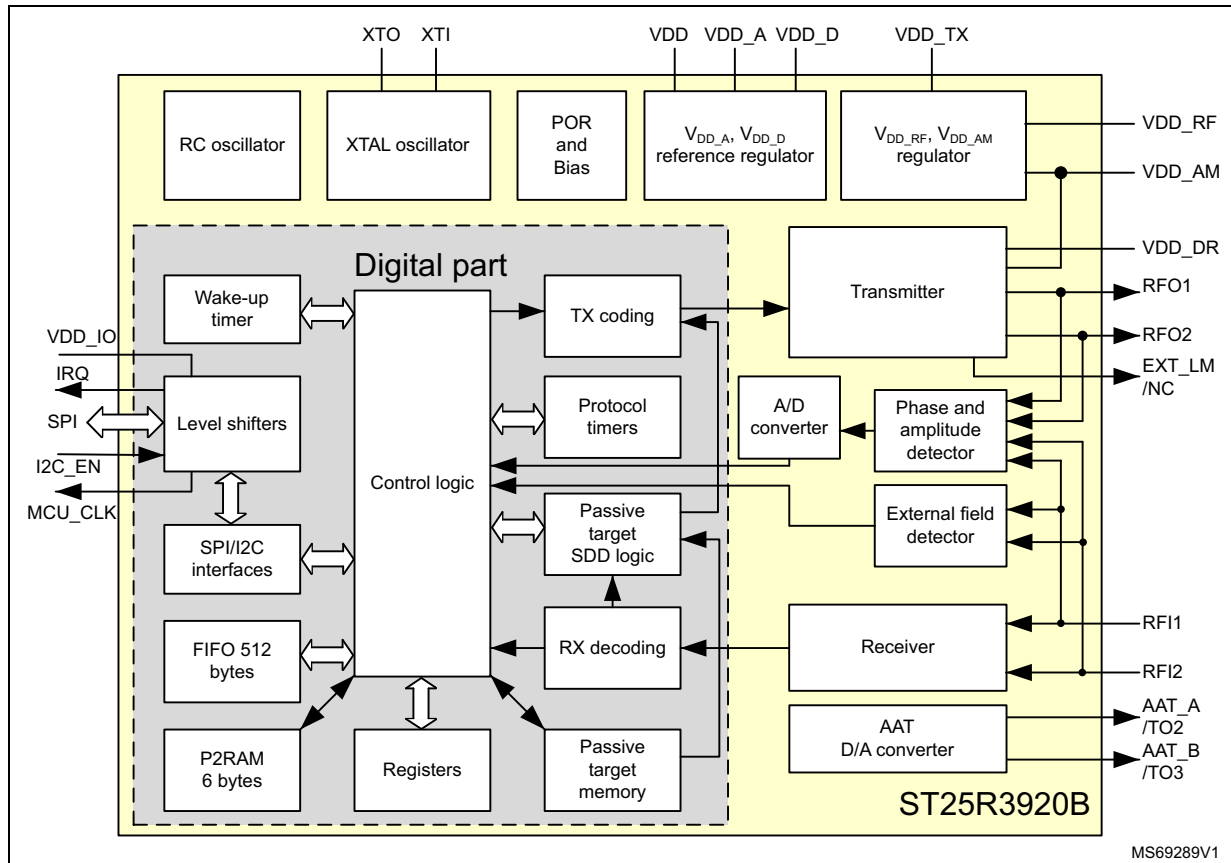 XTO XTI VDD VDD_A VDD_D VDD_TX
RC oscillator
XTAL oscillator
POR
and
Bias
VDD_A, VDD_D
reference regulator
VDD_RF, VDD_AM
regulator
VDD_RF
VDD_AM
VDD_DR
RFO1
RFO2
EXT_LM
/NC
Digital part
Wake-up
timer
VDD_IO
IRQ
SPI
I2C_EN
MCU_CLK
Level shifters
SPI/I2C
interfaces
FIFO 512
bytes
P2RAM
6 bytes
Control logic
Registers
TX coding
Protocol
timers
Passive
target
SDD logic
RX decoding
Passive
target
memory
Transmitter
A/D
converter
Phase and
amplitude
detector
External field
detector
Receiver
RFI1
RFI2
AAT
D/A converter
AAT_A
/TO2
AAT_B
/TO3
ST25R3920B
MS69289V1